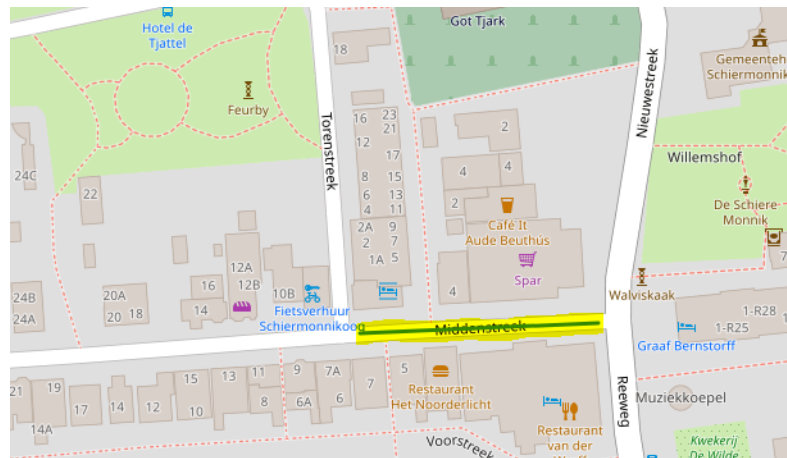 Hotel de
Tjattel
Got Tjark
Gemeenteh
Schiermonnik
18
Nieuwestreek
Feurby
Torenstreek
16
23
21
2
12
17
Willemshof
24C
8
15
4
4
22
6
13
4
11
2
De Schiere
Monnik
2A
9
2
7
Café It
Aude Beuthús
1A
5
12A
Spar
7
16
12B
10B
4
Walviskaak
24B
20A
14
Fietsverhuur
Schiermonnikoog
1-R28
24A
20
18
1-R25
Middenstreek
Graaf Bernstorff
21
19
15
13
11
9
7A
7
5
Restaurant
Het Noorderlicht
17
14
12
10
8
6A
6
Reeweg
Muziekkoepel
14A
Voorstreek
Restaurant
van der
Kwekerij
De Wilde